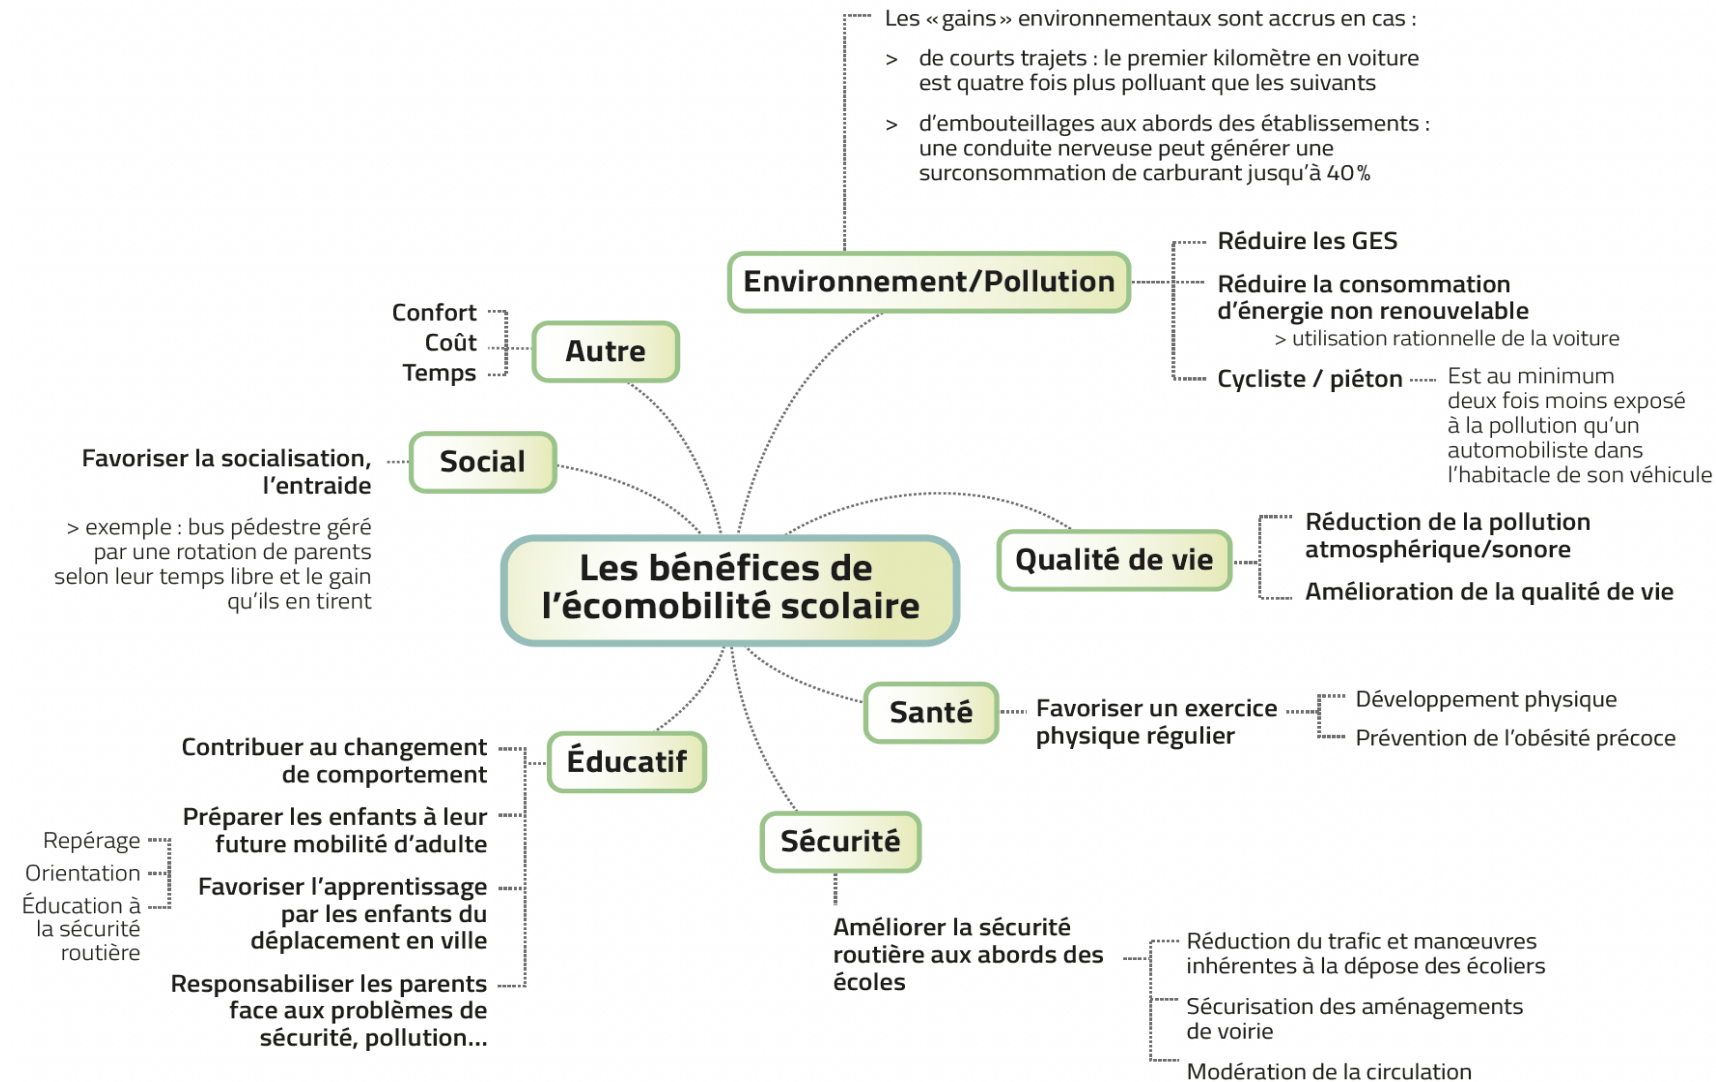 Les « gains » environnementaux sont accrus en cas :
> de courts trajets : le premier kilomètre en voiture
est quatre fois plus polluant que les suivants
> d’embouteillages aux abords des établissements :
une conduite nerveuse peut générer une
surconsommation de carburant jusqu’à 40 %
Environnement/Pollution
Réduire les GES
Réduire la consommation
d’énergie non renouvelable
> utilisation rationnelle de la voiture
Cycliste / piéton
Est au minimum
deux fois moins exposé
à la pollution qu’un
automobiliste dans
l’habitacle de son véhicule
Autre
Confort
Coût
Temps
Social
Favoriser la socialisation,
l’entraide
> exemple : bus pédestre géré
par une rotation de parents
selon leur temps libre et le gain
qu’ils en tirent
Les bénéfices de
l’écomobilité scolaire
Qualité de vie
Réduction de la pollution
atmosphérique/sonore
Amélioration de la qualité de vie
Santé
Favoriser un exercice
physique régulier
Développement physique
Prévention de l’obésité précoce
Éducatif
Contribuer au changement
de comportement
Préparer les enfants à leur
future mobilité d’adulte
Favoriser l’apprentissage
par les enfants du
déplacement en ville
Repérage
Orientation
Éducation à
la sécurité
routière
Responsabiliser les parents
face aux problèmes de
sécurité, pollution...
Sécurité
Améliorer la sécurité
routière aux abords des
écoles
Réduction du trafic et manœuvres
inhérentes à la dépose des écoliers
Sécurisation des aménagements
de voirie
Modération de la circulation